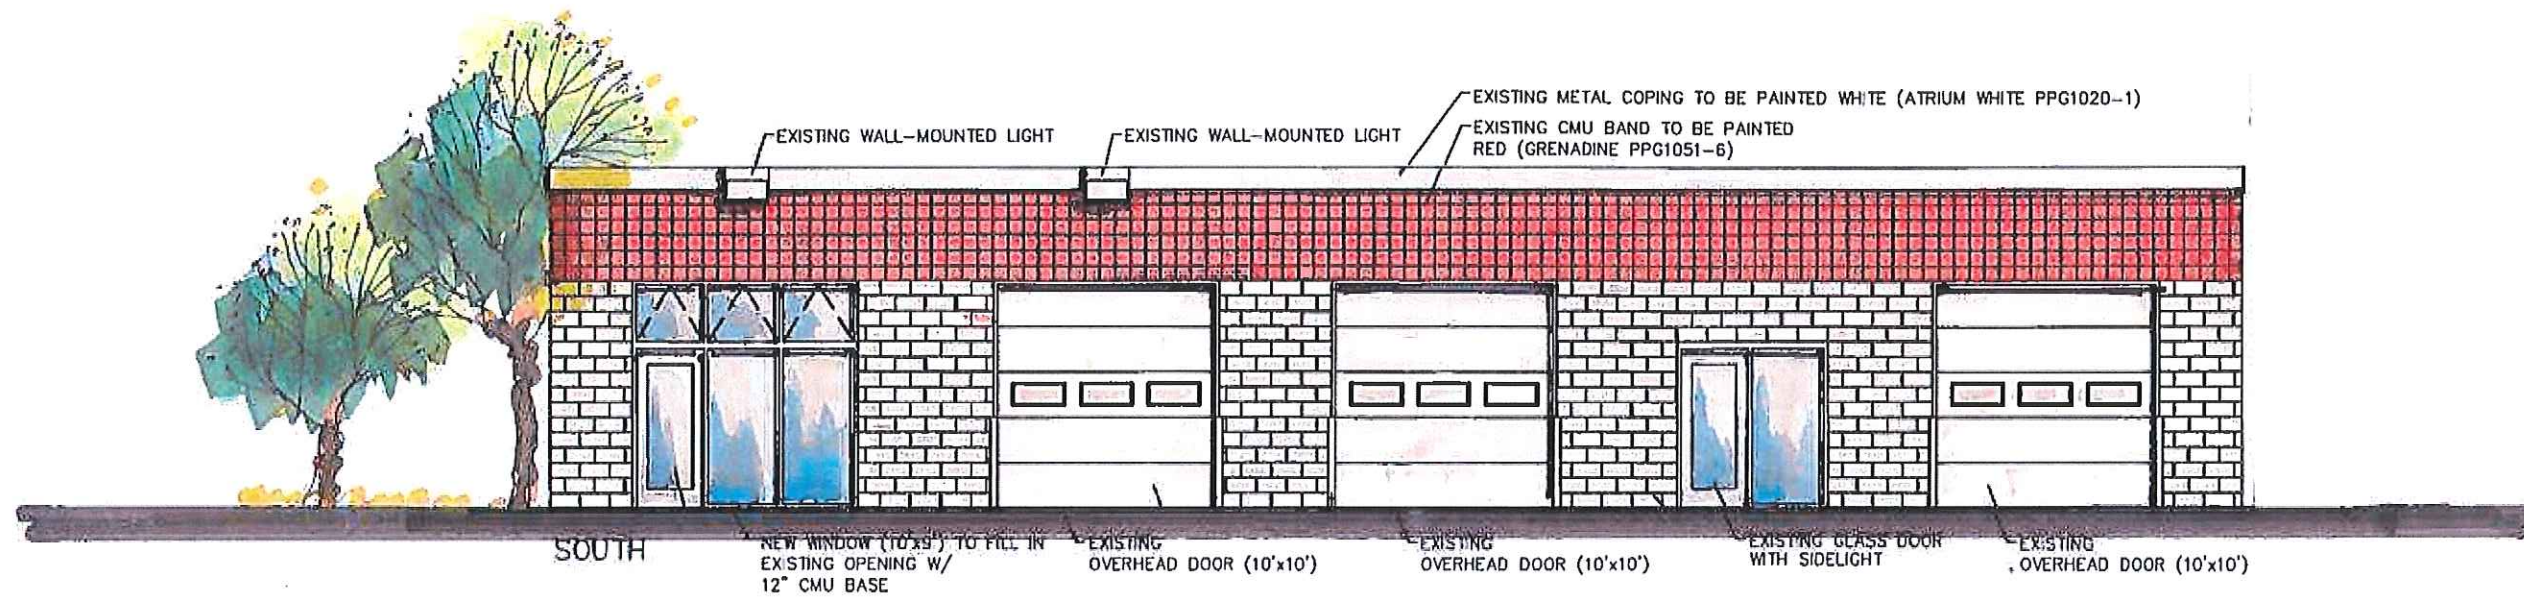 EXISTING METAL COPING TO BE PAINTED WHITE (ATRIUM WHITE PPG1020-1)
EXISTING WALL-MOUNTED LIGHT
EXISTING WALL-MOUNTED LIGHT
EXISTING CMU BAND TO BE PAINTED
RED (GRENADINE PPG1051-6)
SOUTH
NEW WINDOW (10'x9') TO FILL IN
EXISTING OPENING W/
12" CMU BASE
EXISTING
OVERHEAD DOOR (10'x10')
EXISTING
OVERHEAD DOOR (10'x10')
EXISTING GLASS DOOR
WITH SIDELIGHT
EXISTING
OVERHEAD DOOR (10'x10')